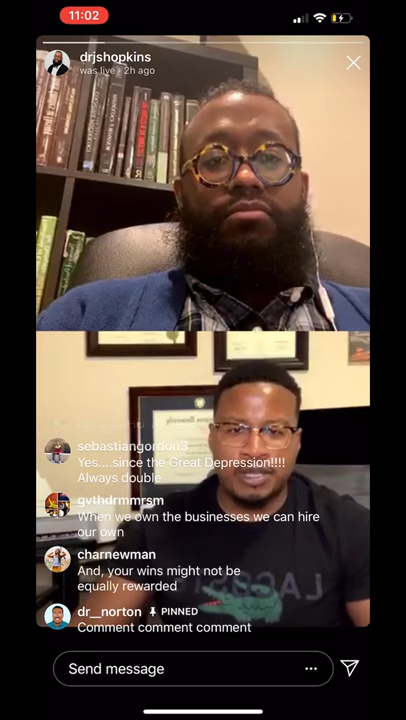 11:02
drjshopkins
was live · 2h ago
sebastiangordon3
Yes....since the Great Depression!!!!
Always double
gvthdrmmrsm
When we own the businesses we can hire
our own
charnewman
And, your wins might not be
equally rewarded
dr__norton PINNED
Comment comment comment
Send message